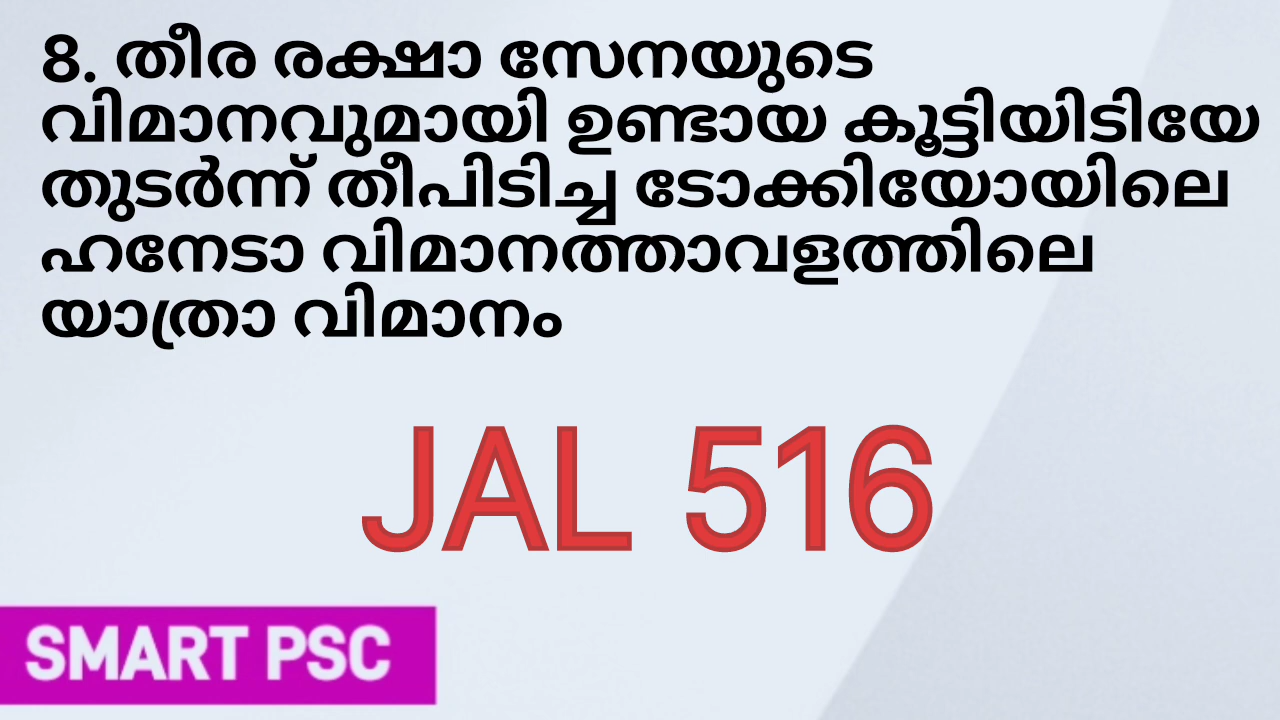 8. തീര രക്ഷാ സേനയുടെ
വിമാനവുമായി ഉണ്ടായ കൂട്ടിയിടിയേ
തുടർന്ന് തീപിടിച്ച ടോക്കിയോയിലെ
ഹനേടാ വിമാനത്താവളത്തിലെ
യാത്രാ വിമാനം
JAL 516
SMART PSC